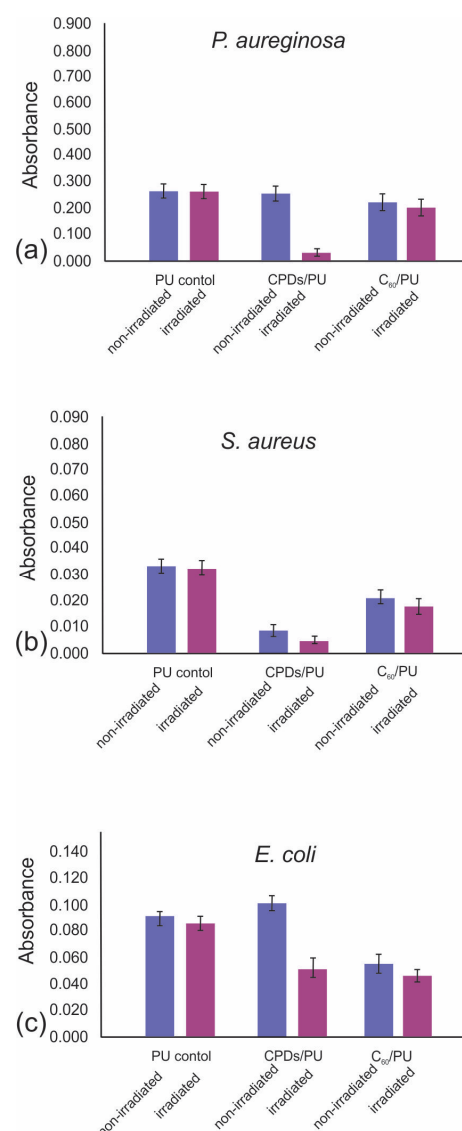 P. aureginosa
Absorbance
0.900
0.800
0.700
0.600
0.500
0.400
0.300
0.200
0.100
0.000
(a)
PU contol CPDs/PU C₆₀/PU
non-irradiated irradiated non-irradiated irradiated non-irradiated irradiated
S. aureus
Absorbance
0.090
0.080
0.070
0.060
0.050
0.040
0.030
0.020
0.010
0.000
(b)
PU contol CPDs/PU C₆₀/PU
non-irradiated irradiated non-irradiated irradiated non-irradiated irradiated
E. coli
Absorbance
0.140
0.120
0.100
0.080
0.060
0.040
0.020
0.000
(c)
PU contol CPDs/PU C₆₀/PU
non-irradiated irradiated non-irradiated irradiated non-irradiated irradiated